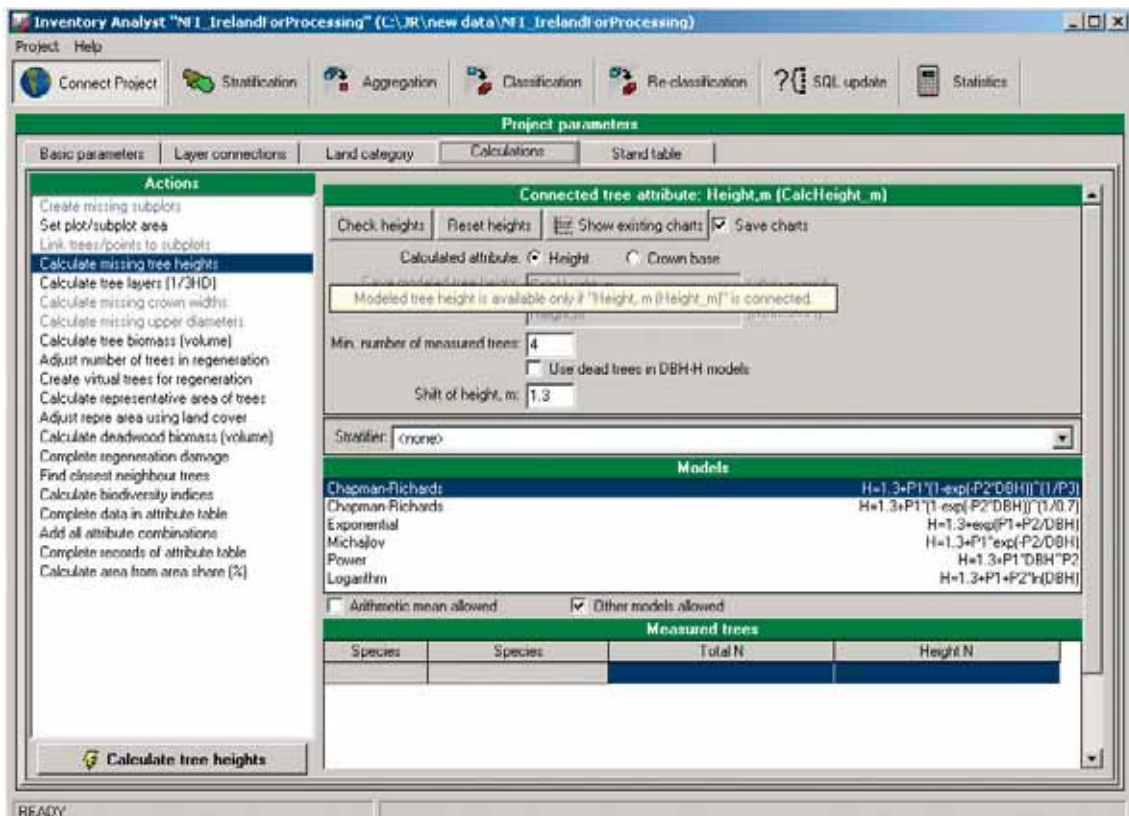 Inventory Analyst "NFI_IrelandForProcessing" (C:\JR\new data\NFI_IrelandForProcessing)
Project Help
Connect Project Stratification Aggregation Classification Re-classification SQL update Statistics
Project parameters
Basic parameters Layer connections Land category Calculations Stand table
Actions
Create missing subplots
Set plot/subplot area
Link trees/points to subplots
Calculate missing tree heights
Calculate tree layers (1/3HD)
Calculate missing crown widths
Calculate missing upper diameters
Calculate tree biomass (volume)
Adjust number of trees in regeneration
Create virtual trees for regeneration
Calculate representative area of trees
Adjust repre area using land cover
Calculate deadwood biomass (volume)
Complete regeneration damage
Find closest neighbour trees
Calculate biodiversity indices
Complete data in attribute table
Add all attribute combinations
Complete records of attribute table
Calculate area from area share (%)
Calculate tree heights
Connected tree attribute: Height,m (CalcHeight_m)
Check heights Reset heights Show existing charts Save charts
Calculated attribute: Height Crown base
Modeled tree height is available only if "Height, m (Height_m)" is connected.
Min. number of measured trees: 4
Use dead trees in DBH-H models
Shift of height, m: 1.3
Stratifier: <none>
Models
Chapman-Richards H=1.3+P1*(1-exp(-P2*DBH))^(1/P3)
Chapman-Richards H=1.3+P1*(1-exp(-P2*DBH))^(1/0.7)
Exponential H=1.3+exp(P1+P2/DBH)
Michajlov H=1.3+P1*exp(-P2/DBH)
Power H=1.3+P1*DBH^P2
Logarithm H=1.3+P1+P2*ln(DBH)
Arithmetic mean allowed Other models allowed
Measured trees
Species Species Total N Height N
READY